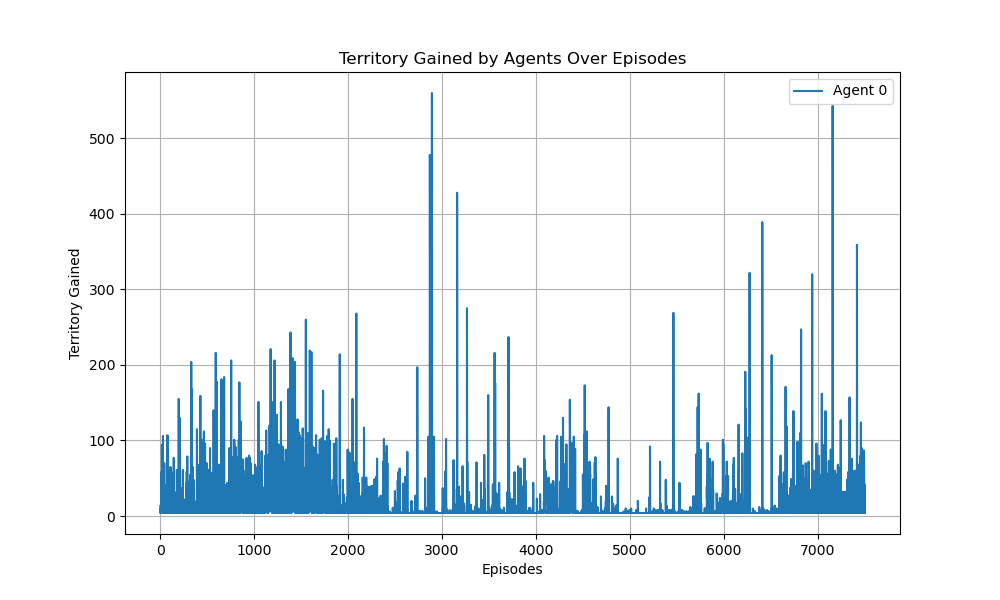 Territory Gained by Agents Over Episodes
Agent 0
Territory Gained
500
400
300
200
100
0
0 1000 2000 3000 4000 5000 6000 7000
Episodes